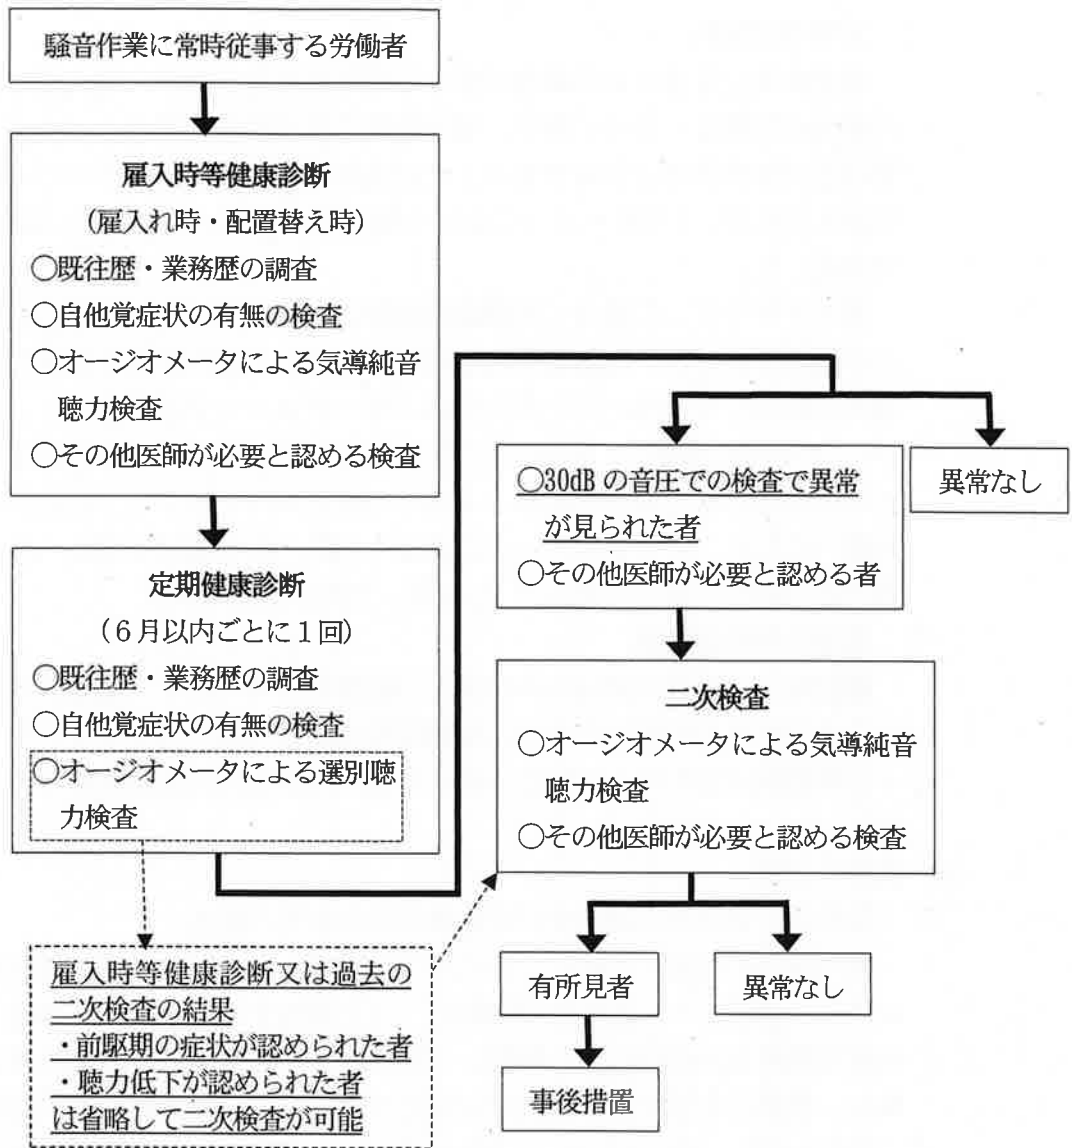 騒音作業に常時従事する労働者
雇入時等健康診断
(雇入れ時・配置替え時)
○既往歴・業務歴の調査
○自他覚症状の有無の検査
○オージオメータによる気導純音
聴力検査
○その他医師が必要と認める検査
定期健康診断
(6月以内ごとに1回)
○既往歴・業務歴の調査
○自他覚症状の有無の検査
○オージオメータによる選別聴
力検査
雇入時等健康診断又は過去の
二次検査の結果
・前駆期の症状が認められた者
・聴力低下が認められた者
は省略して二次検査が可能
○30dBの音圧での検査で異常
が見られた者
○その他医師が必要と認める者
異常なし
二次検査
○オージオメータによる気導純音
聴力検査
○その他医師が必要と認める検査
有所見者
異常なし
事後措置